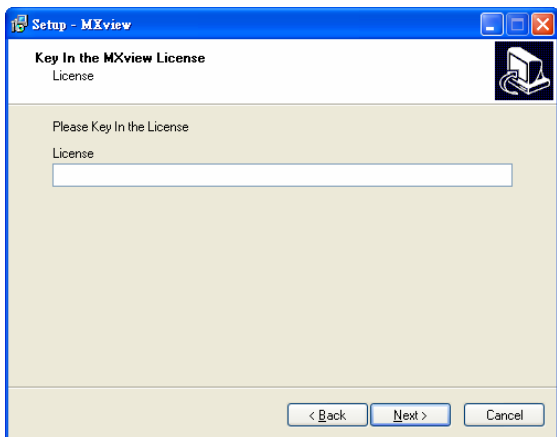 Setup - MXview
Key In the MXview License
License
Please Key In the License
License
< Back Next > Cancel